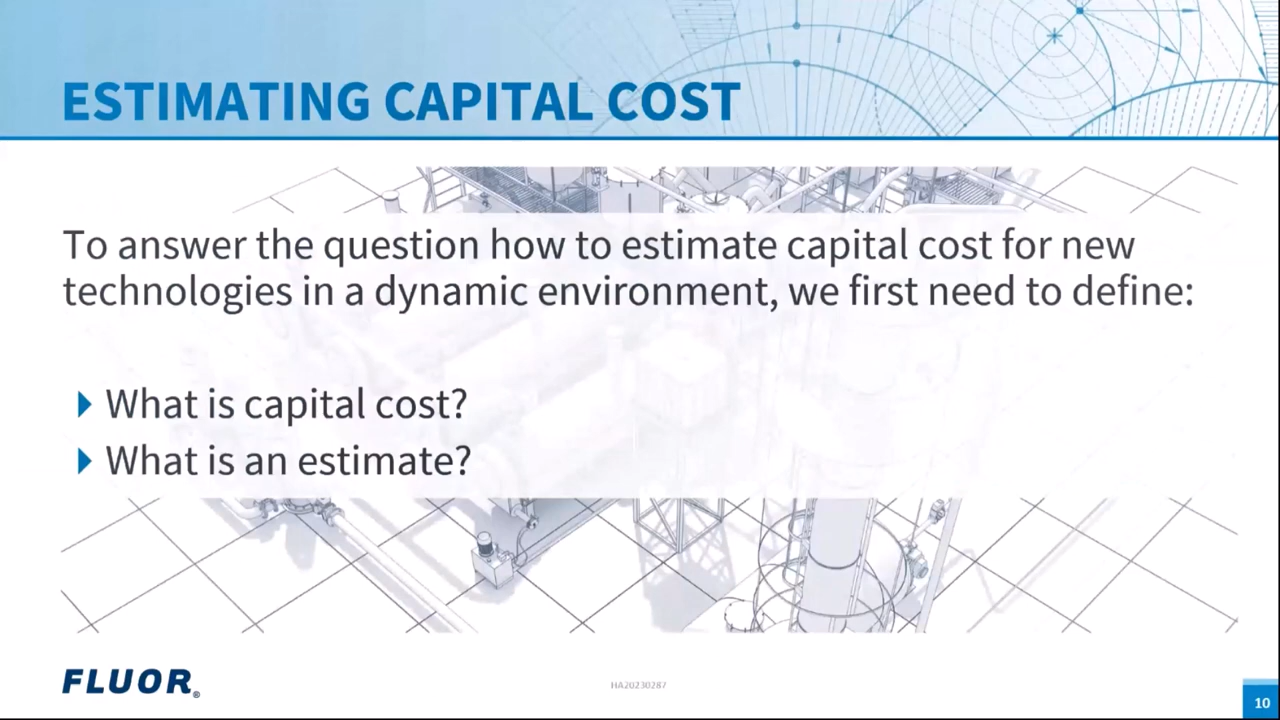 ESTIMATING CAPITAL COST
To answer the question how to estimate capital cost for new
technologies in a dynamic environment, we first need to define:
What is capital cost?
What is an estimate?
FLUOR®
HA20230287
10